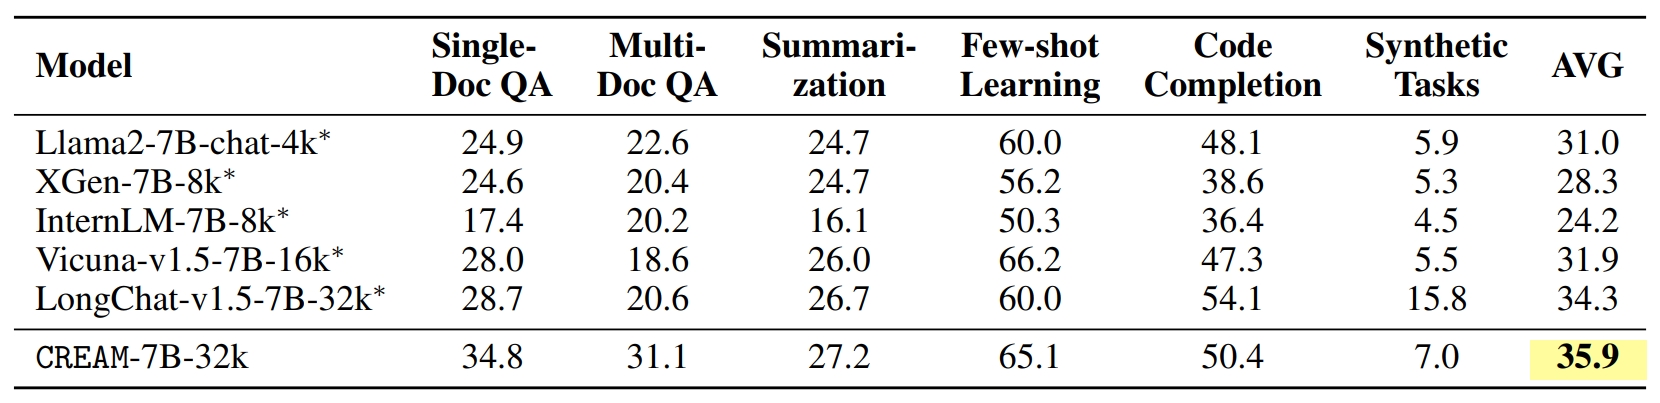 Model Single-Doc QA Multi-Doc QA Summari-zation Few-shot Learning Code Completion Synthetic Tasks AVG
Llama2-7B-chat-4k* 24.9 22.6 24.7 60.0 48.1 5.9 31.0
XGen-7B-8k* 24.6 20.4 24.7 56.2 38.6 5.3 28.3
InternLM-7B-8k* 17.4 20.2 16.1 50.3 36.4 4.5 24.2
Vicuna-v1.5-7B-16k* 28.0 18.6 26.0 66.2 47.3 5.5 31.9
LongChat-v1.5-7B-32k* 28.7 20.6 26.7 60.0 54.1 15.8 34.3
CREAM-7B-32k 34.8 31.1 27.2 65.1 50.4 7.0 35.9